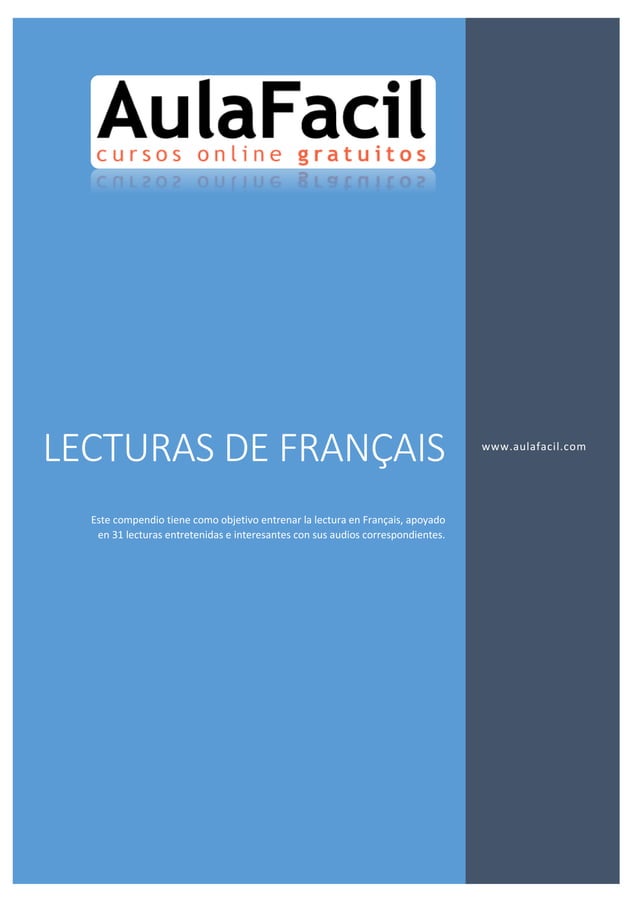 AulaFacil
cursos online gratuitos
LECTURAS DE FRANÇAIS
www.aulafacil.com
Este compendio tiene como objetivo entrenar la lectura en Français, apoyado
en 31 lecturas entretenidas e interesantes con sus audios correspondientes.